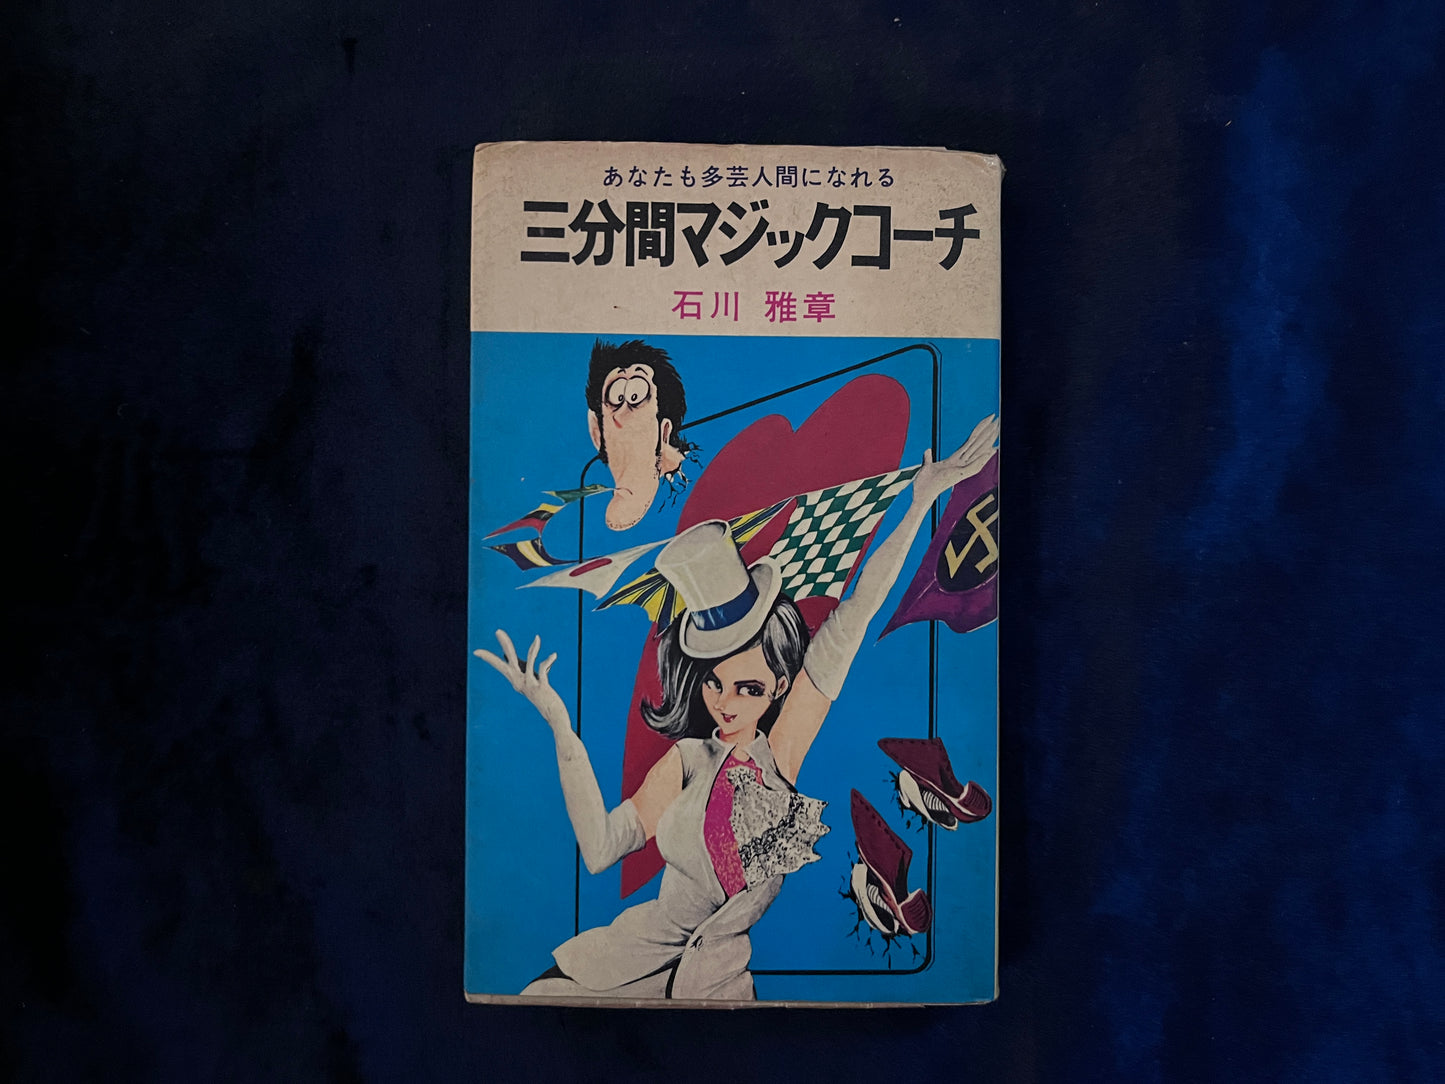 あなたも多芸人間になれる
三分間マジックコーチ
石川 雅章